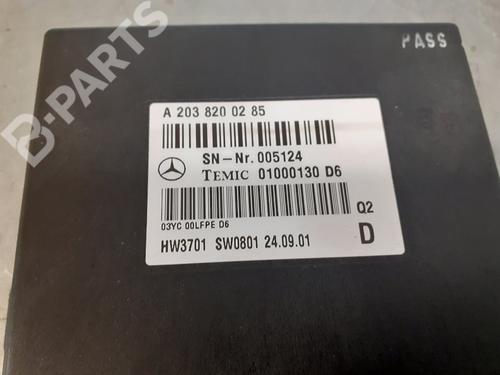 PASS
A 203 820 02 85
SN-Nr. 005124
TEMIC 01000130 D6
03YC 00LFPE D6
Q2
HW3701 SW0801 24.09.01
D
B-PARTS